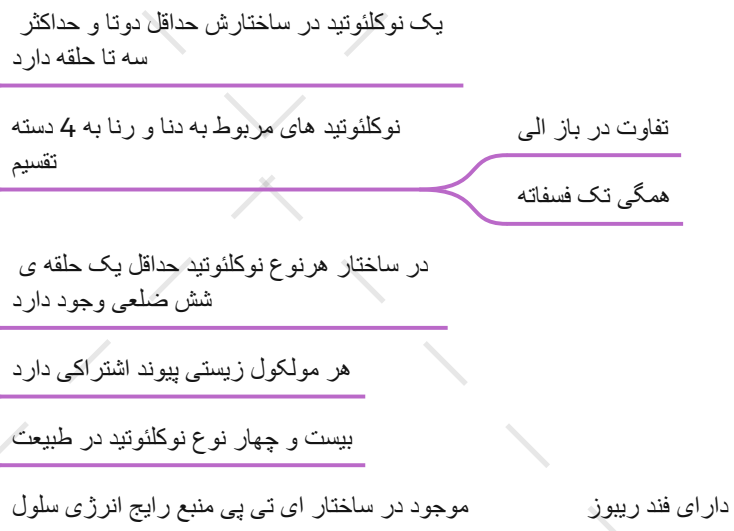 یک نوکلئوتید در ساختارش حداقل دوتا و حداکثر
سه تا حلقه دارد
نوکلئوتید های مربوط به دنا و رنا به 4 دسته
تقسیم
تفاوت در باز الی
همگی تک فسفاته
در ساختار هرنوع نوکلئوتید حداقل یک حلقه ی
شش ضلعی وجود دارد
هر مولکول زیستی پیوند اشتراکی دارد
بیست و چهار نوع نوکلئوتید در طبیعت
موجود در ساختار ای تی پی منبع رایج انرژی سلول
دارای فند ریبوز